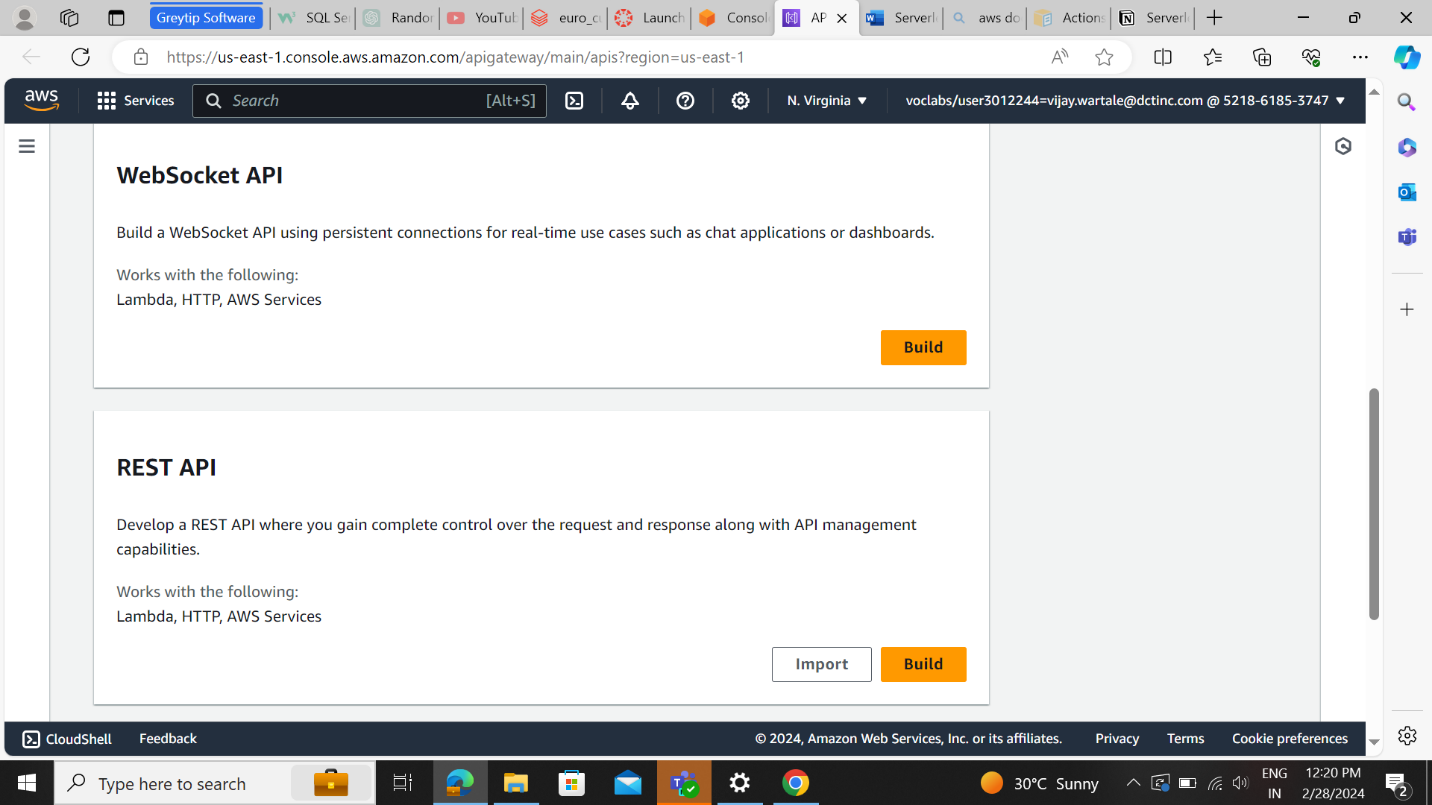 Greytip Software
SQL Se
Randor
YouTub
euro_cu
Launch
Consol
AP
W
Serverl
aws do
Actions
Serverl
https://us-east-1.console.aws.amazon.com/apigateway/main/apis?region=us-east-1
aws
Services
Search
[Alt+S]
N. Virginia
voclabs/user3012244=vijay.wartale@dctinc.com @ 5218-6185-3747
WebSocket API
Build a WebSocket API using persistent connections for real-time use cases such as chat applications or dashboards.
Works with the following:
Lambda, HTTP, AWS Services
Build
REST API
Develop a REST API where you gain complete control over the request and response along with API management
capabilities.
Works with the following:
Lambda, HTTP, AWS Services
Import
Build
CloudShell
Feedback
© 2024, Amazon Web Services, Inc. or its affiliates.
Privacy
Terms
Cookie preferences
Type here to search
30°C Sunny
ENG
IN
12:20 PM
2/28/2024
2